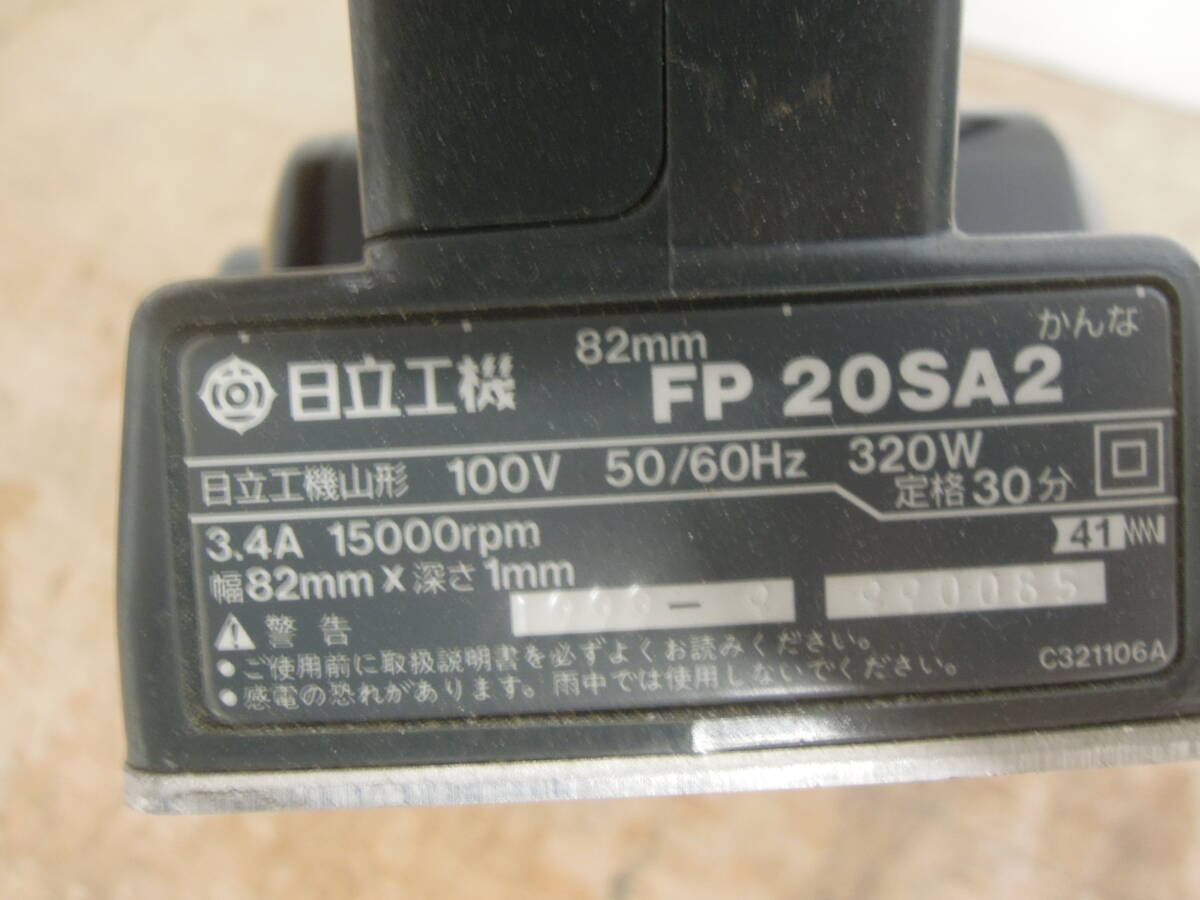 かんな
日立工機 82mm FP 20SA2
日立工機山形 100V 50/60Hz 320W
定格30分
3.4A 15000rpm
41
幅82mm×深さ1mm
警告
・ご使用前に取扱説明書を必ずよくお読みください。
・感電の恐れがあります。雨中では使用しないでください。
C321106A